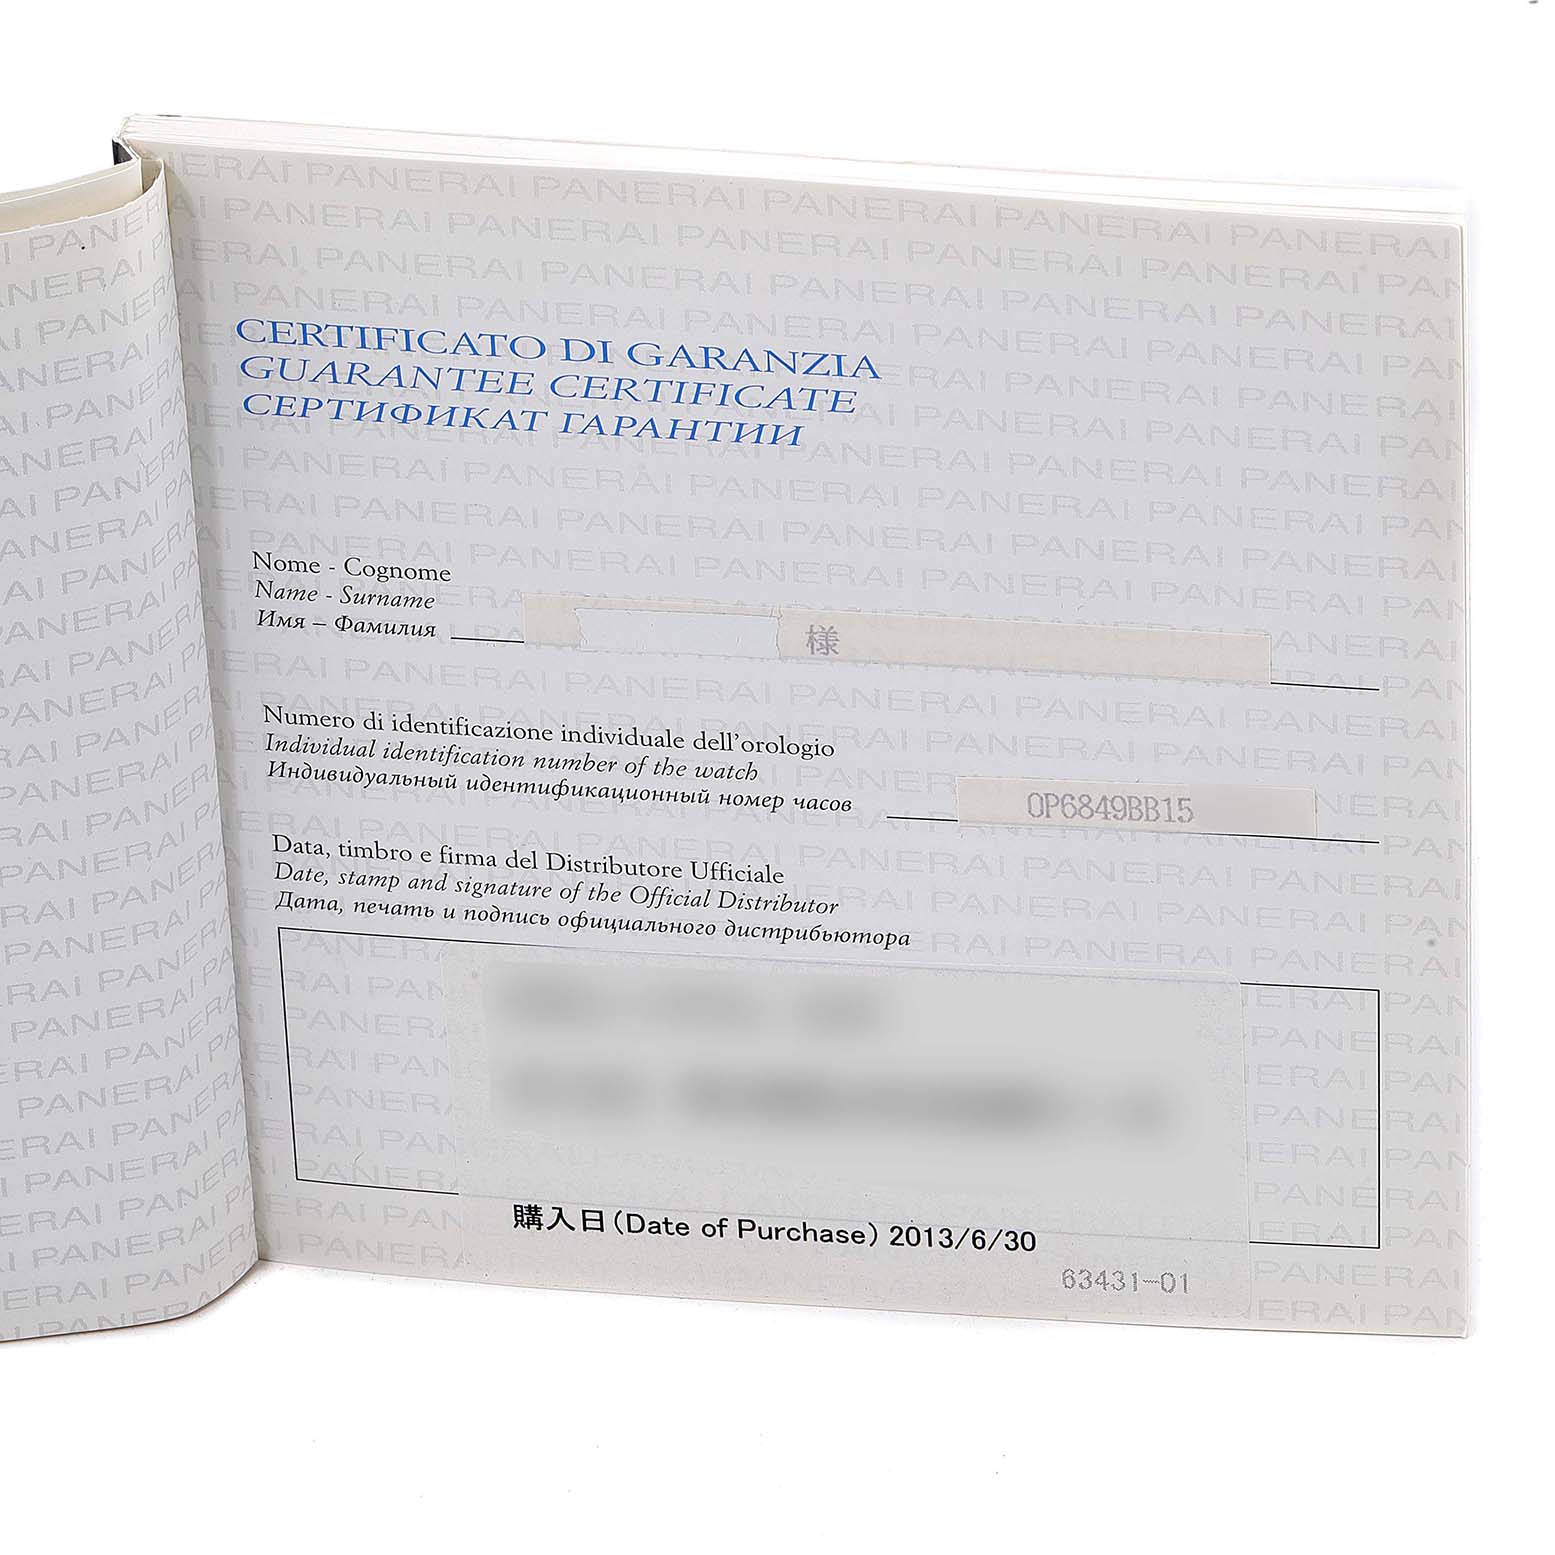 CERTIFICATO DI GARANZIA
GUARANTEE CERTIFICATE
СЕРТИФИКАТ ГАРАНТИИ
Nome - Cognome
Name - Surname
Имя – Фамилия
様
Numero di identificazione individuale dell'orologio
Individual identification number of the watch
Индивидуальный идентификационный номер часов
OP6849BB15
Data, timbro e firma del Distributore Ufficiale
Date, stamp and signature of the Official Distributor
Дата, печать и подпись официального дистрибьютора
購入日(Date of Purchase) 2013/6/30
63431-01
PANERAI